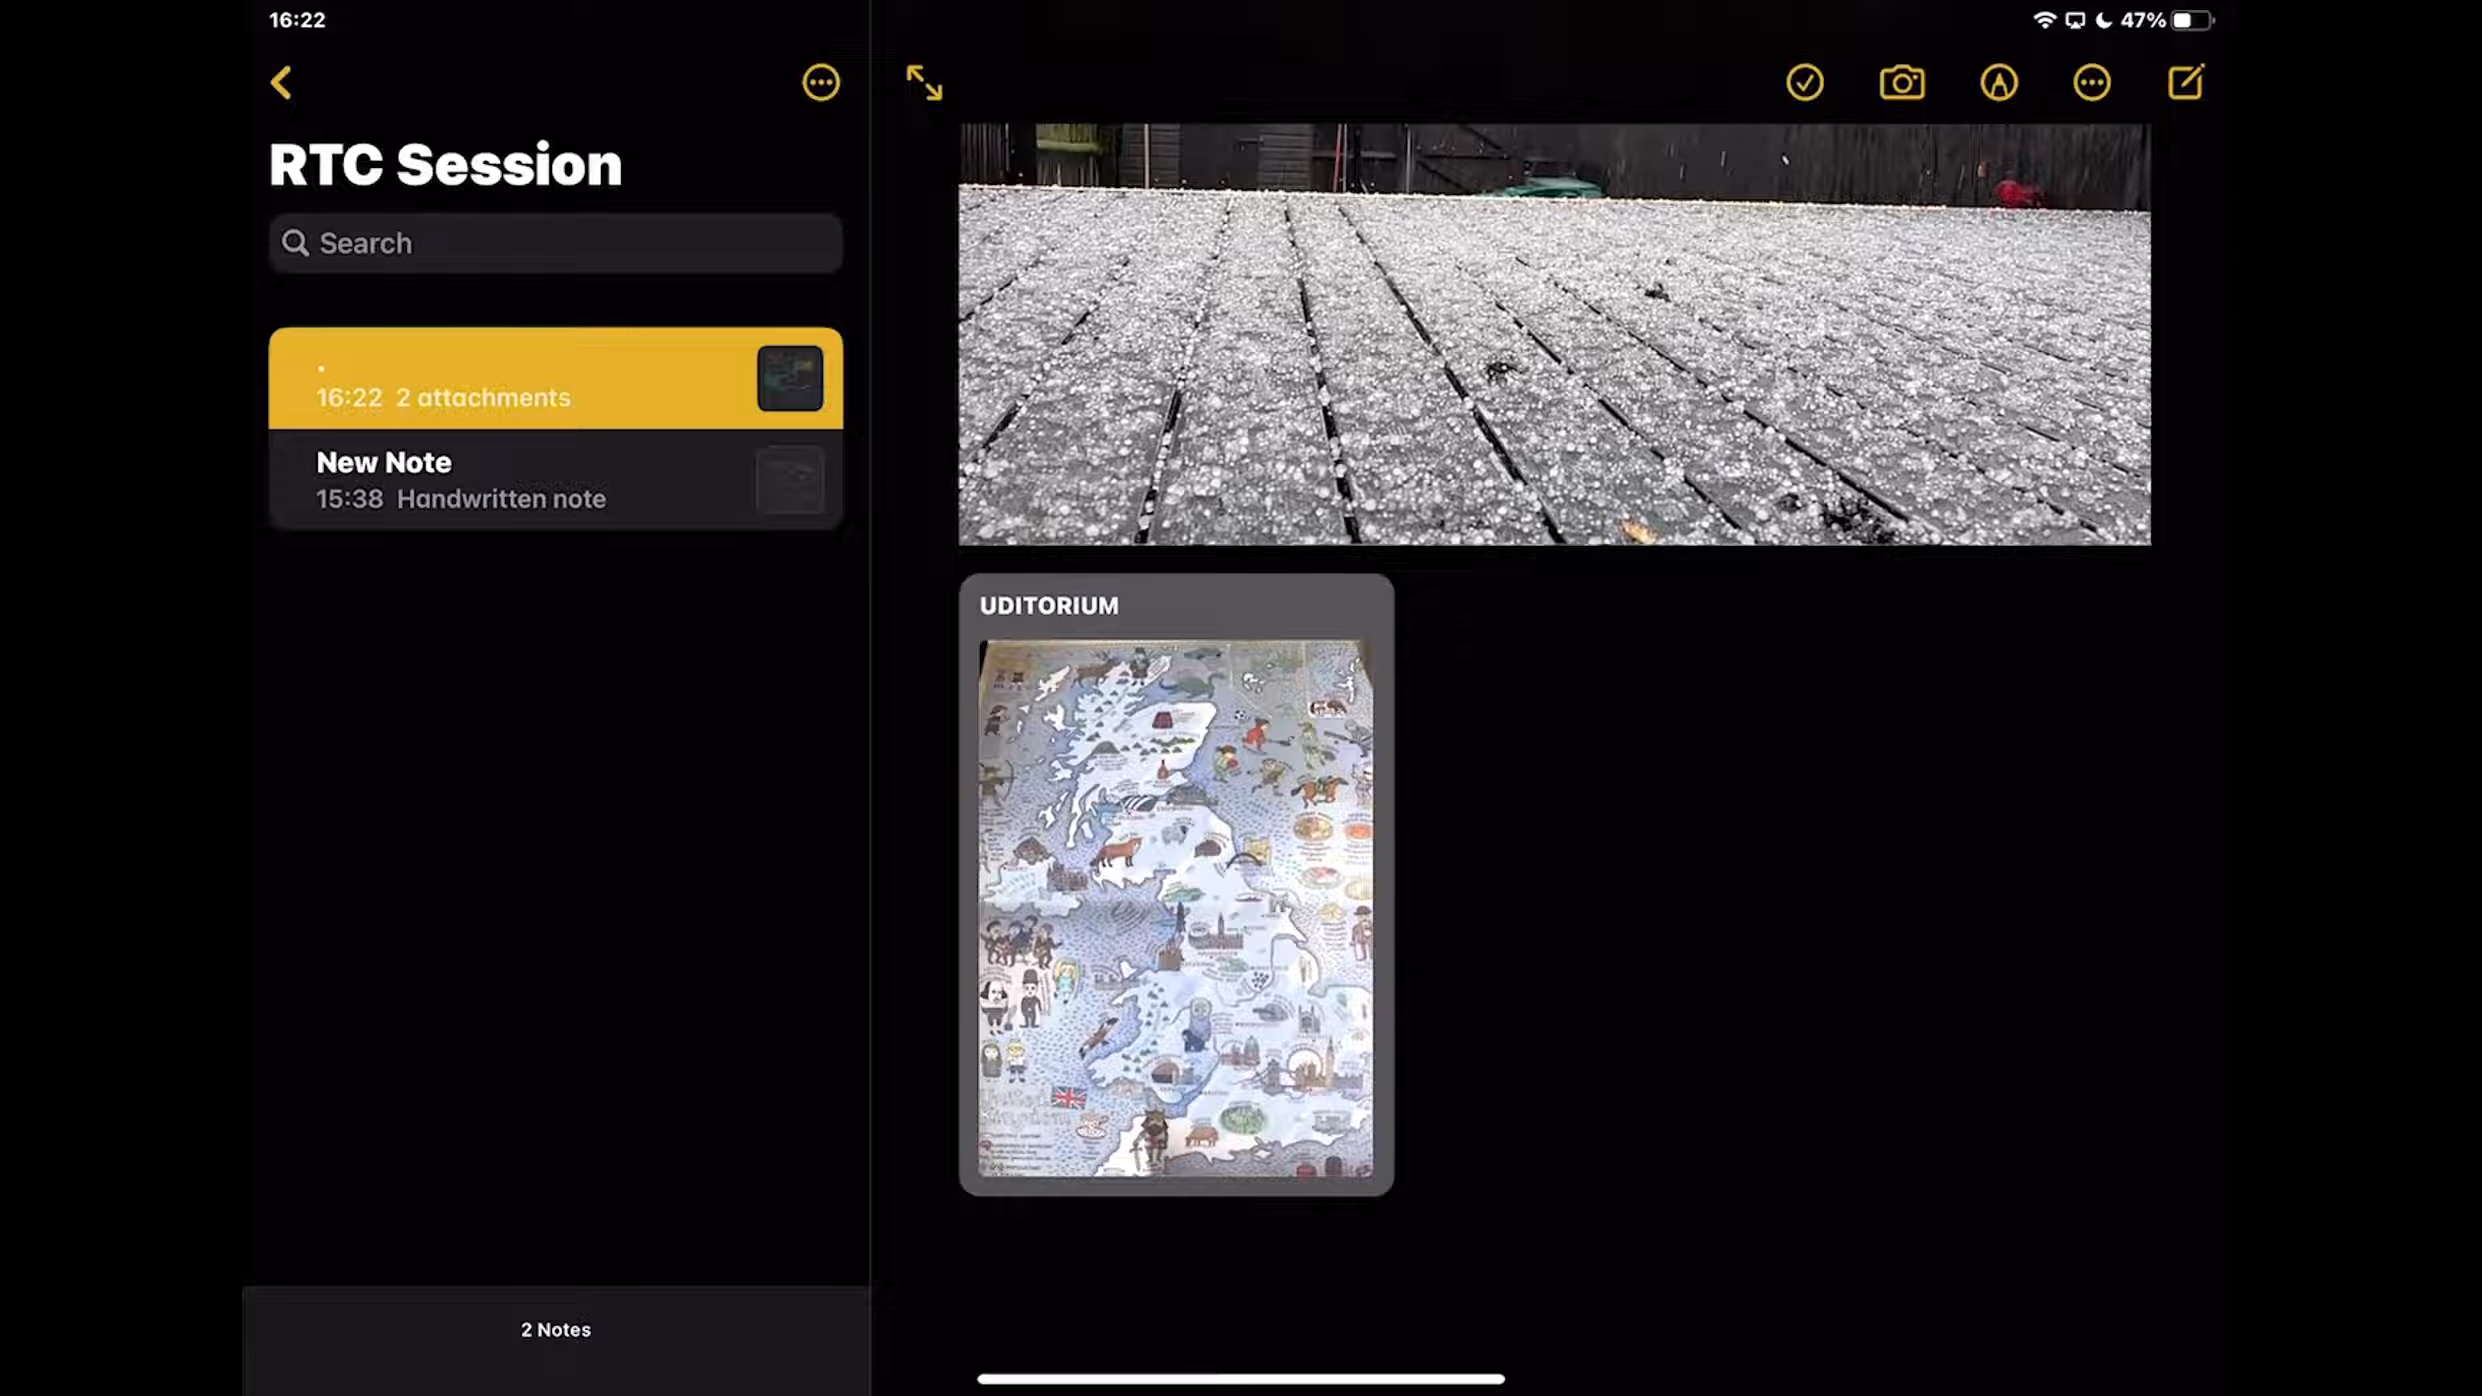 16:22
47%
RTC Session
Search
.
16:22 2 attachments
New Note
15:38 Handwritten note
2 Notes
UDITORIUM